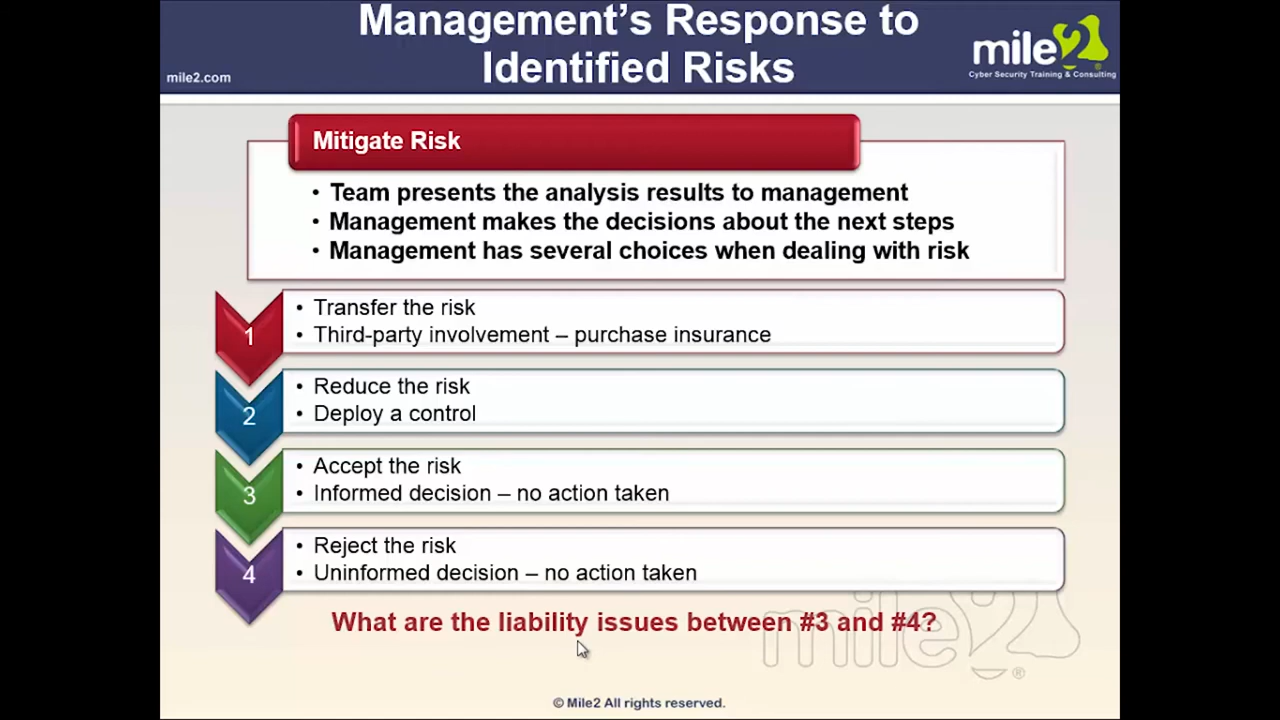 Management’s Response to
Identified Risks
mile2.com
mile2
®
Cyber Security Training & Consulting
Mitigate Risk
• Team presents the analysis results to management
• Management makes the decisions about the next steps
• Management has several choices when dealing with risk
1
• Transfer the risk
• Third-party involvement – purchase insurance
2
• Reduce the risk
• Deploy a control
3
• Accept the risk
• Informed decision – no action taken
4
• Reject the risk
• Uninformed decision – no action taken
What are the liability issues between #3 and #4?
mile2
®
© Mile2 All rights reserved.